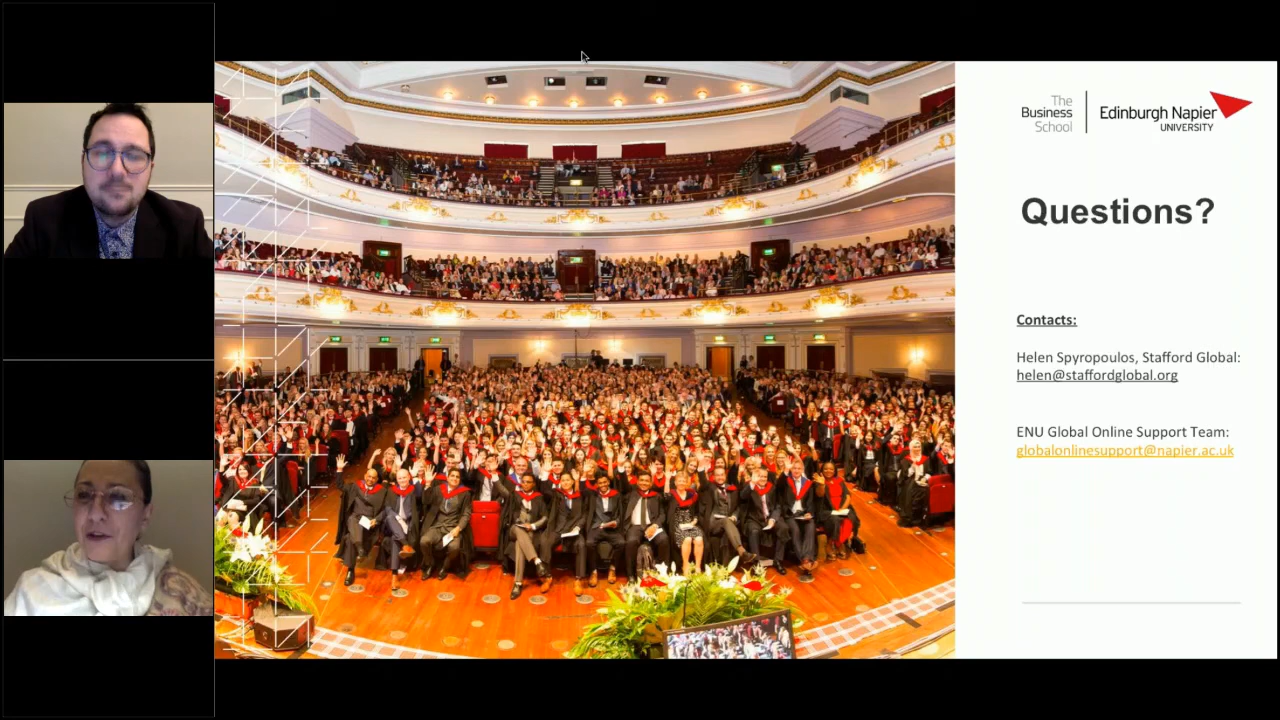 The
Business
School
Edinburgh Napier
UNIVERSITY
Questions?
Contacts:
Helen Spyropoulos, Stafford Global:
helen@staffordglobal.org
ENU Global Online Support Team:
globalonlinesupport@napier.ac.uk